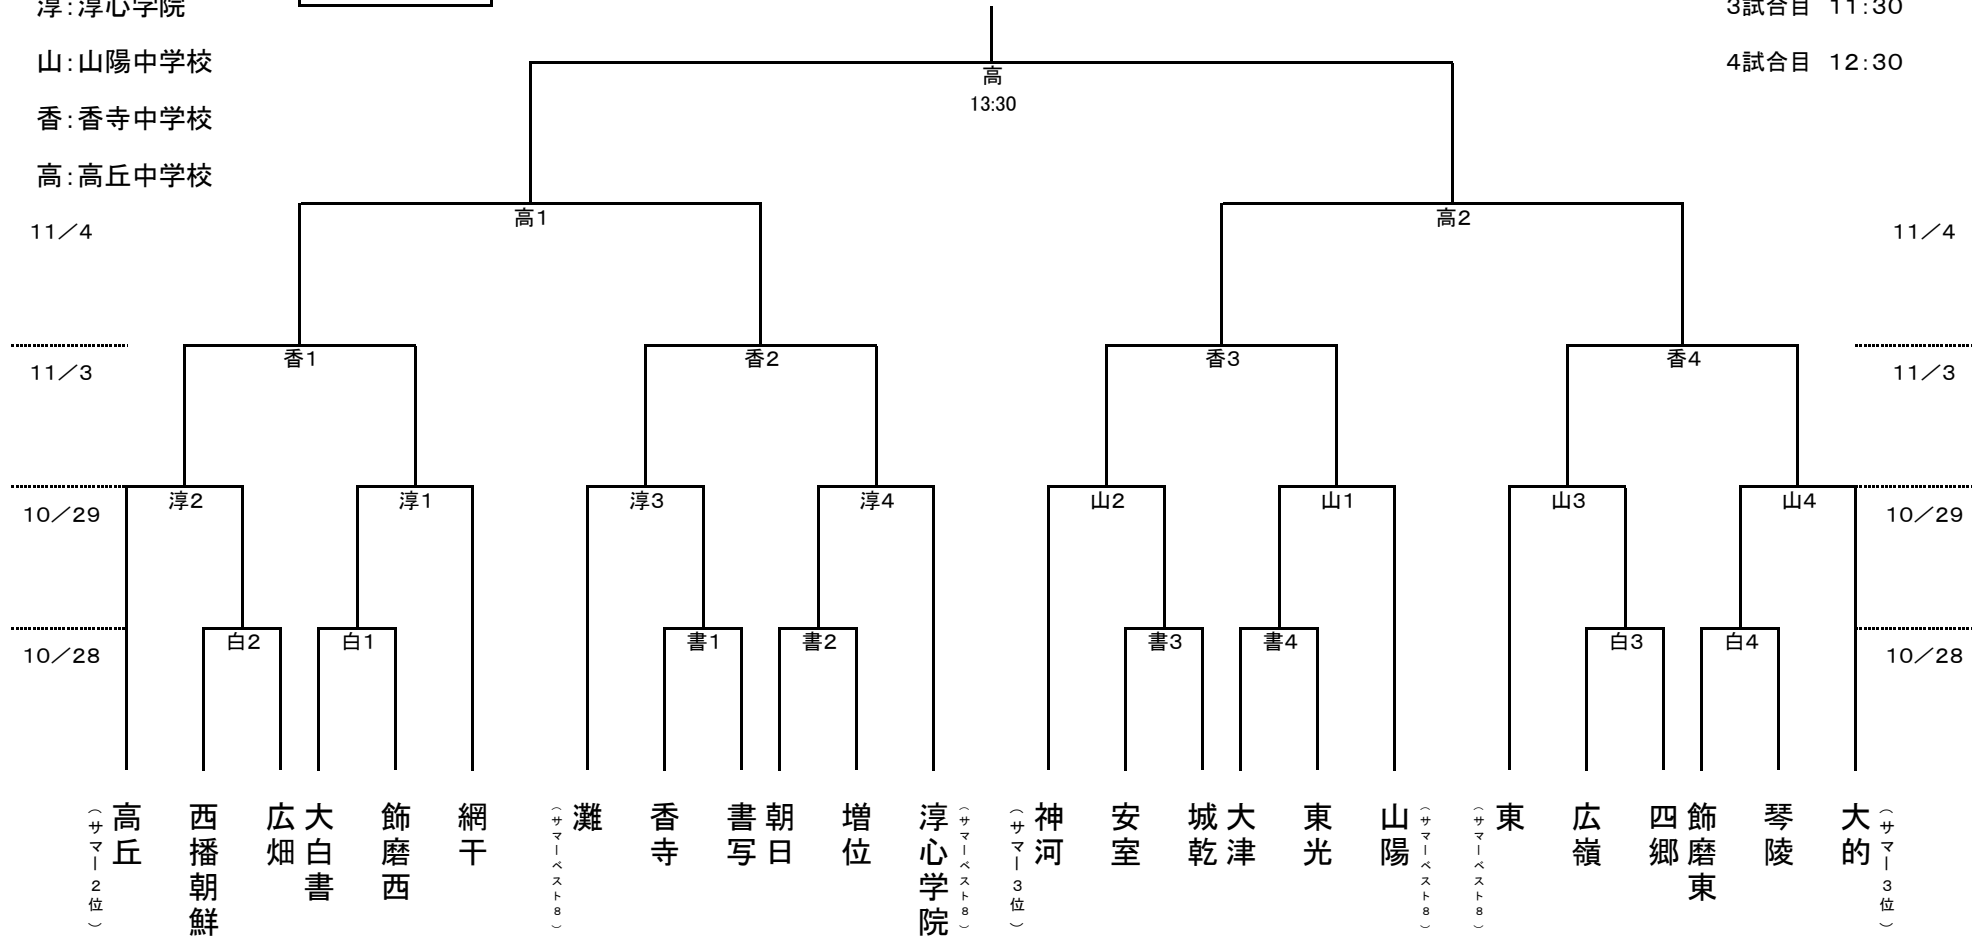 淳:淳心学院
3試合目 11:30
山:山陽中学校
4試合目 12:30
高
13:30
香:香寺中学校
高:高丘中学校
高1
高2
11/4
11/4
香1
香2
香3
香4
11/3
11/3
淳2
淳1
淳3
淳4
山2
山1
山3
山4
10/29
10/29
白2
白1
書1
書2
書3
書4
白3
白4
10/28
10/28
(サマー2位)
高丘
西播朝鮮
広畑
大白書
飾磨西
網干
(サマーベスト8)
灘
香寺
書写
朝日
増位
淳心学院
(サマーベスト8)
(サマー3位)
神河
安室
城乾
大津
東光
山陽
(サマーベスト8)
(サマーベスト8)
東
広嶺
四郷
飾磨東
琴陵
大的
(サマー3位)